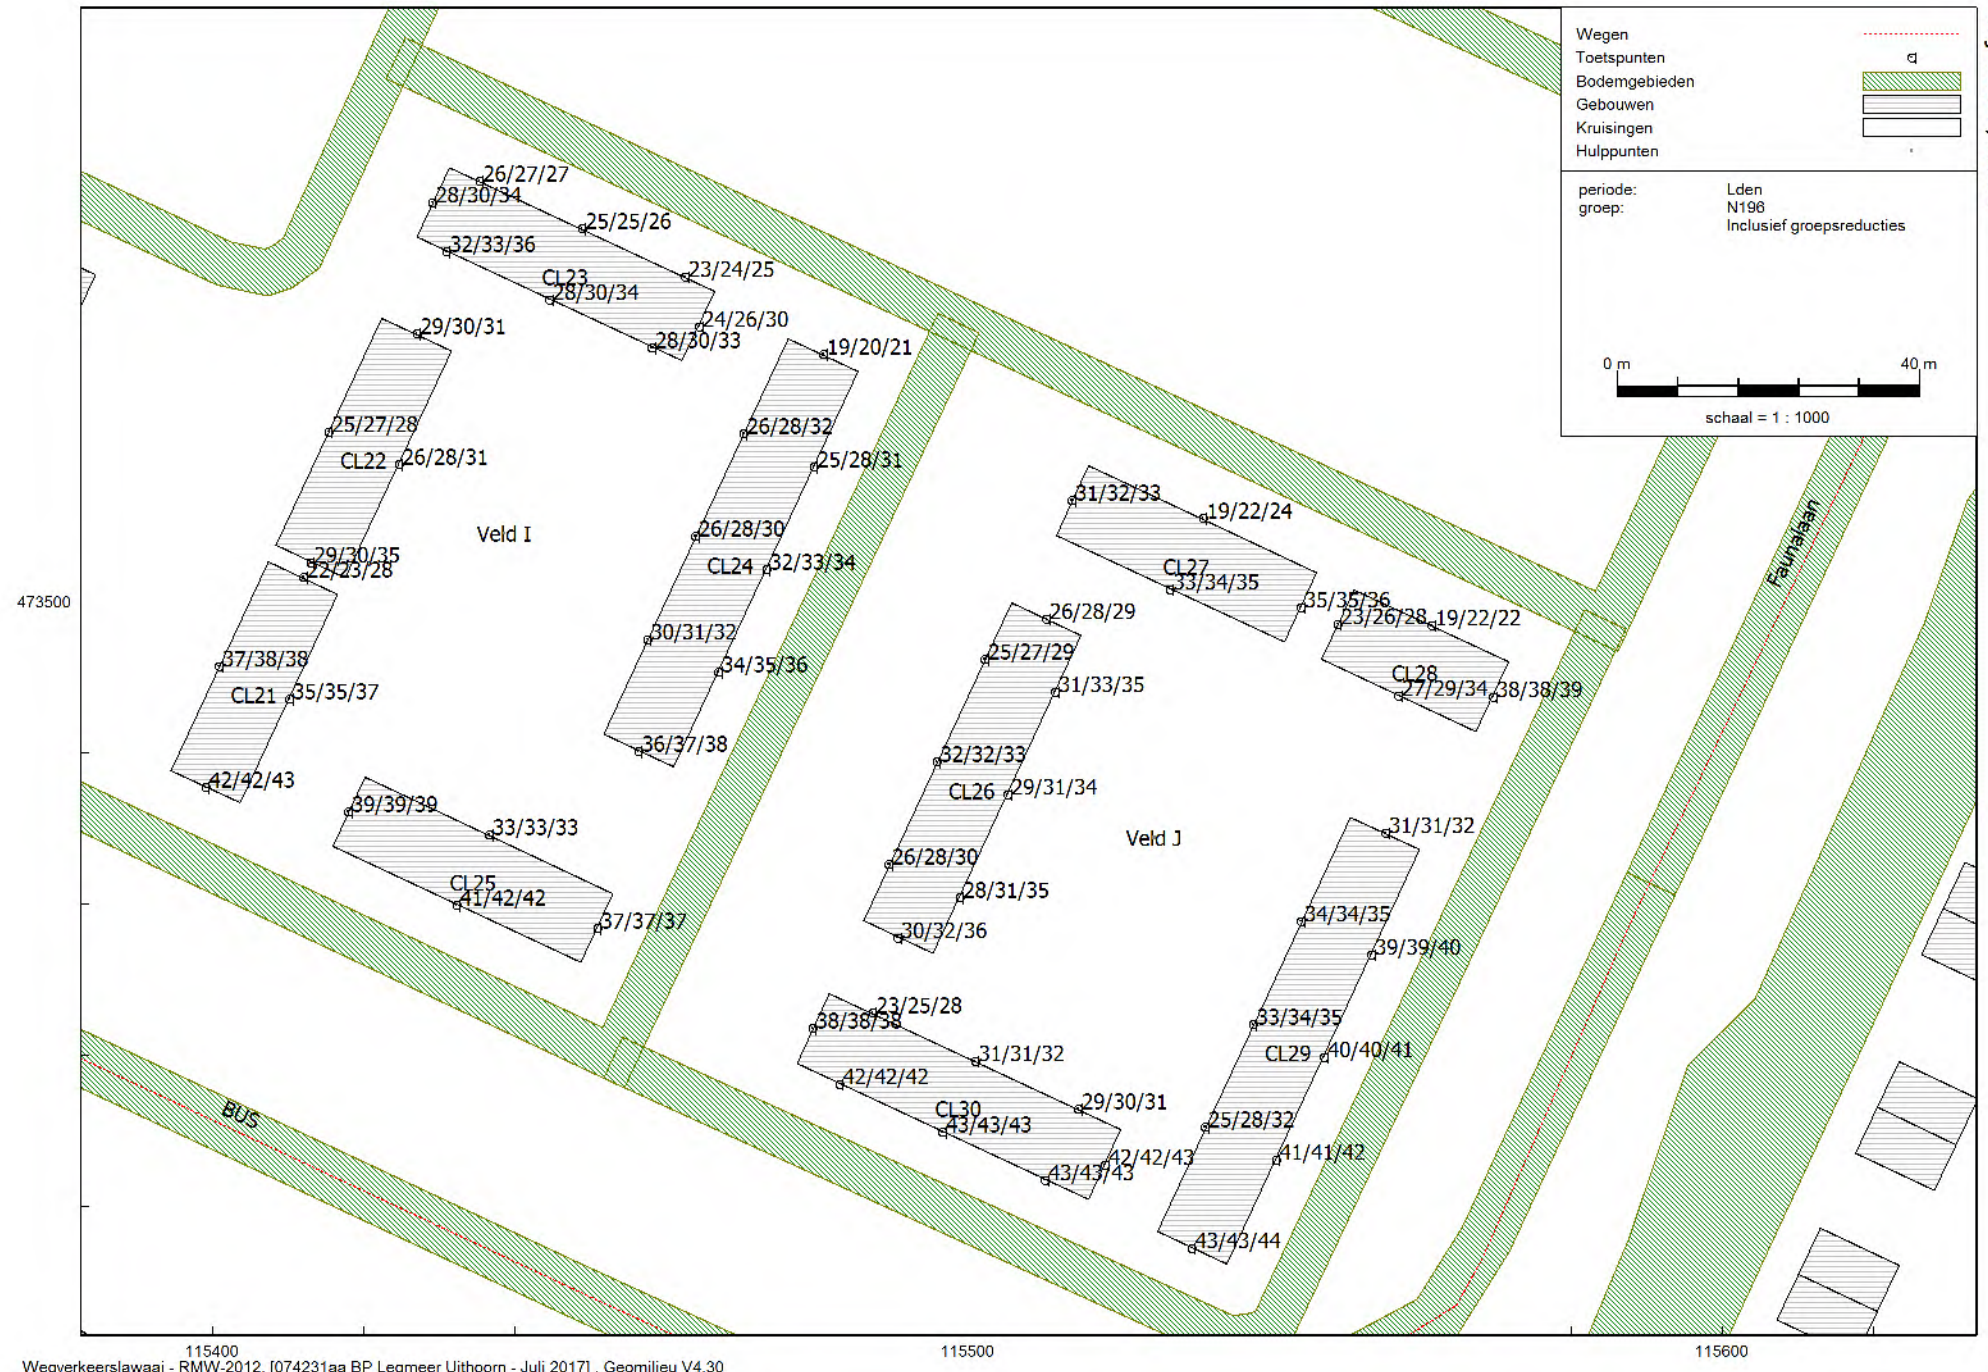 Wegen
Toetspunten
Bodemgebieden
Gebouwen
Kruisingen
Hulppunten
periode: Lden
groep: N196
Inclusief groepsreducties
0 m 40 m
schaal = 1 : 1000
26/27/27
28/30/34
25/25/26
32/33/36
23/24/25
CL23
28/30/34
24/26/30
28/30/33
29/30/31
19/20/21
25/27/28
26/28/32
CL22
26/28/31
25/28/31
31/32/33
19/22/24
Veld I
26/28/30
Faunalaan
29/30/35
22/23/28
CL24
32/33/34
CL27
33/34/35
473500
35/35/36
26/28/29
23/26/28
19/22/22
30/31/32
37/38/38
34/35/36
25/27/29
CL21
35/35/37
31/33/35
CL28
27/29/34
38/38/39
36/37/38
32/32/33
42/42/43
CL26
29/31/34
39/39/39
33/33/33
Veld J
31/31/32
26/28/30
CL25
41/42/42
28/31/35
37/37/37
30/32/36
34/34/35
39/39/40
23/25/28
38/38/38
33/34/35
31/31/32
CL29
40/40/41
42/42/42
BUS
CL30
29/30/31
43/43/43
25/28/32
42/42/43
43/43/43
41/41/42
43/43/44
115400 115500 115600
Wegverkeerslawaai - RMW-2012, [074231aa BP Legmeer Uithoorn - Juli 2017] , Geomilieu V4.30